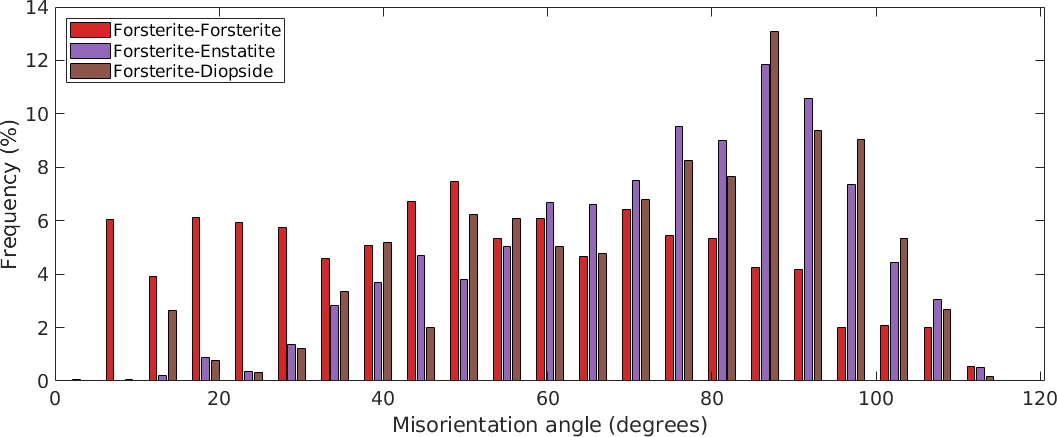 14
12
10
8
6
4
2
0
Frequency (%)
Forsterite-Forsterite
Forsterite-Enstatite
Forsterite-Diopside
0 20 40 60 80 100 120
Misorientation angle (degrees)